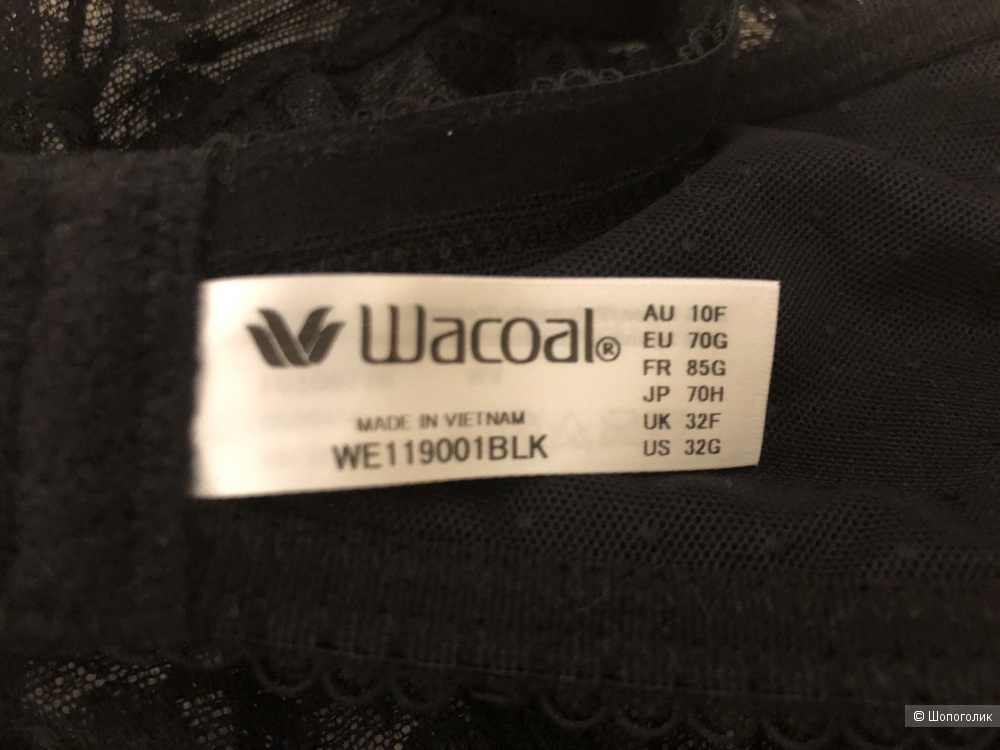 Wacoal®
MADE IN VIETNAM
WE119001BLK
AU 10F
EU 70G
FR 85G
JP 70H
UK 32F
US 32G
© Шопоголик